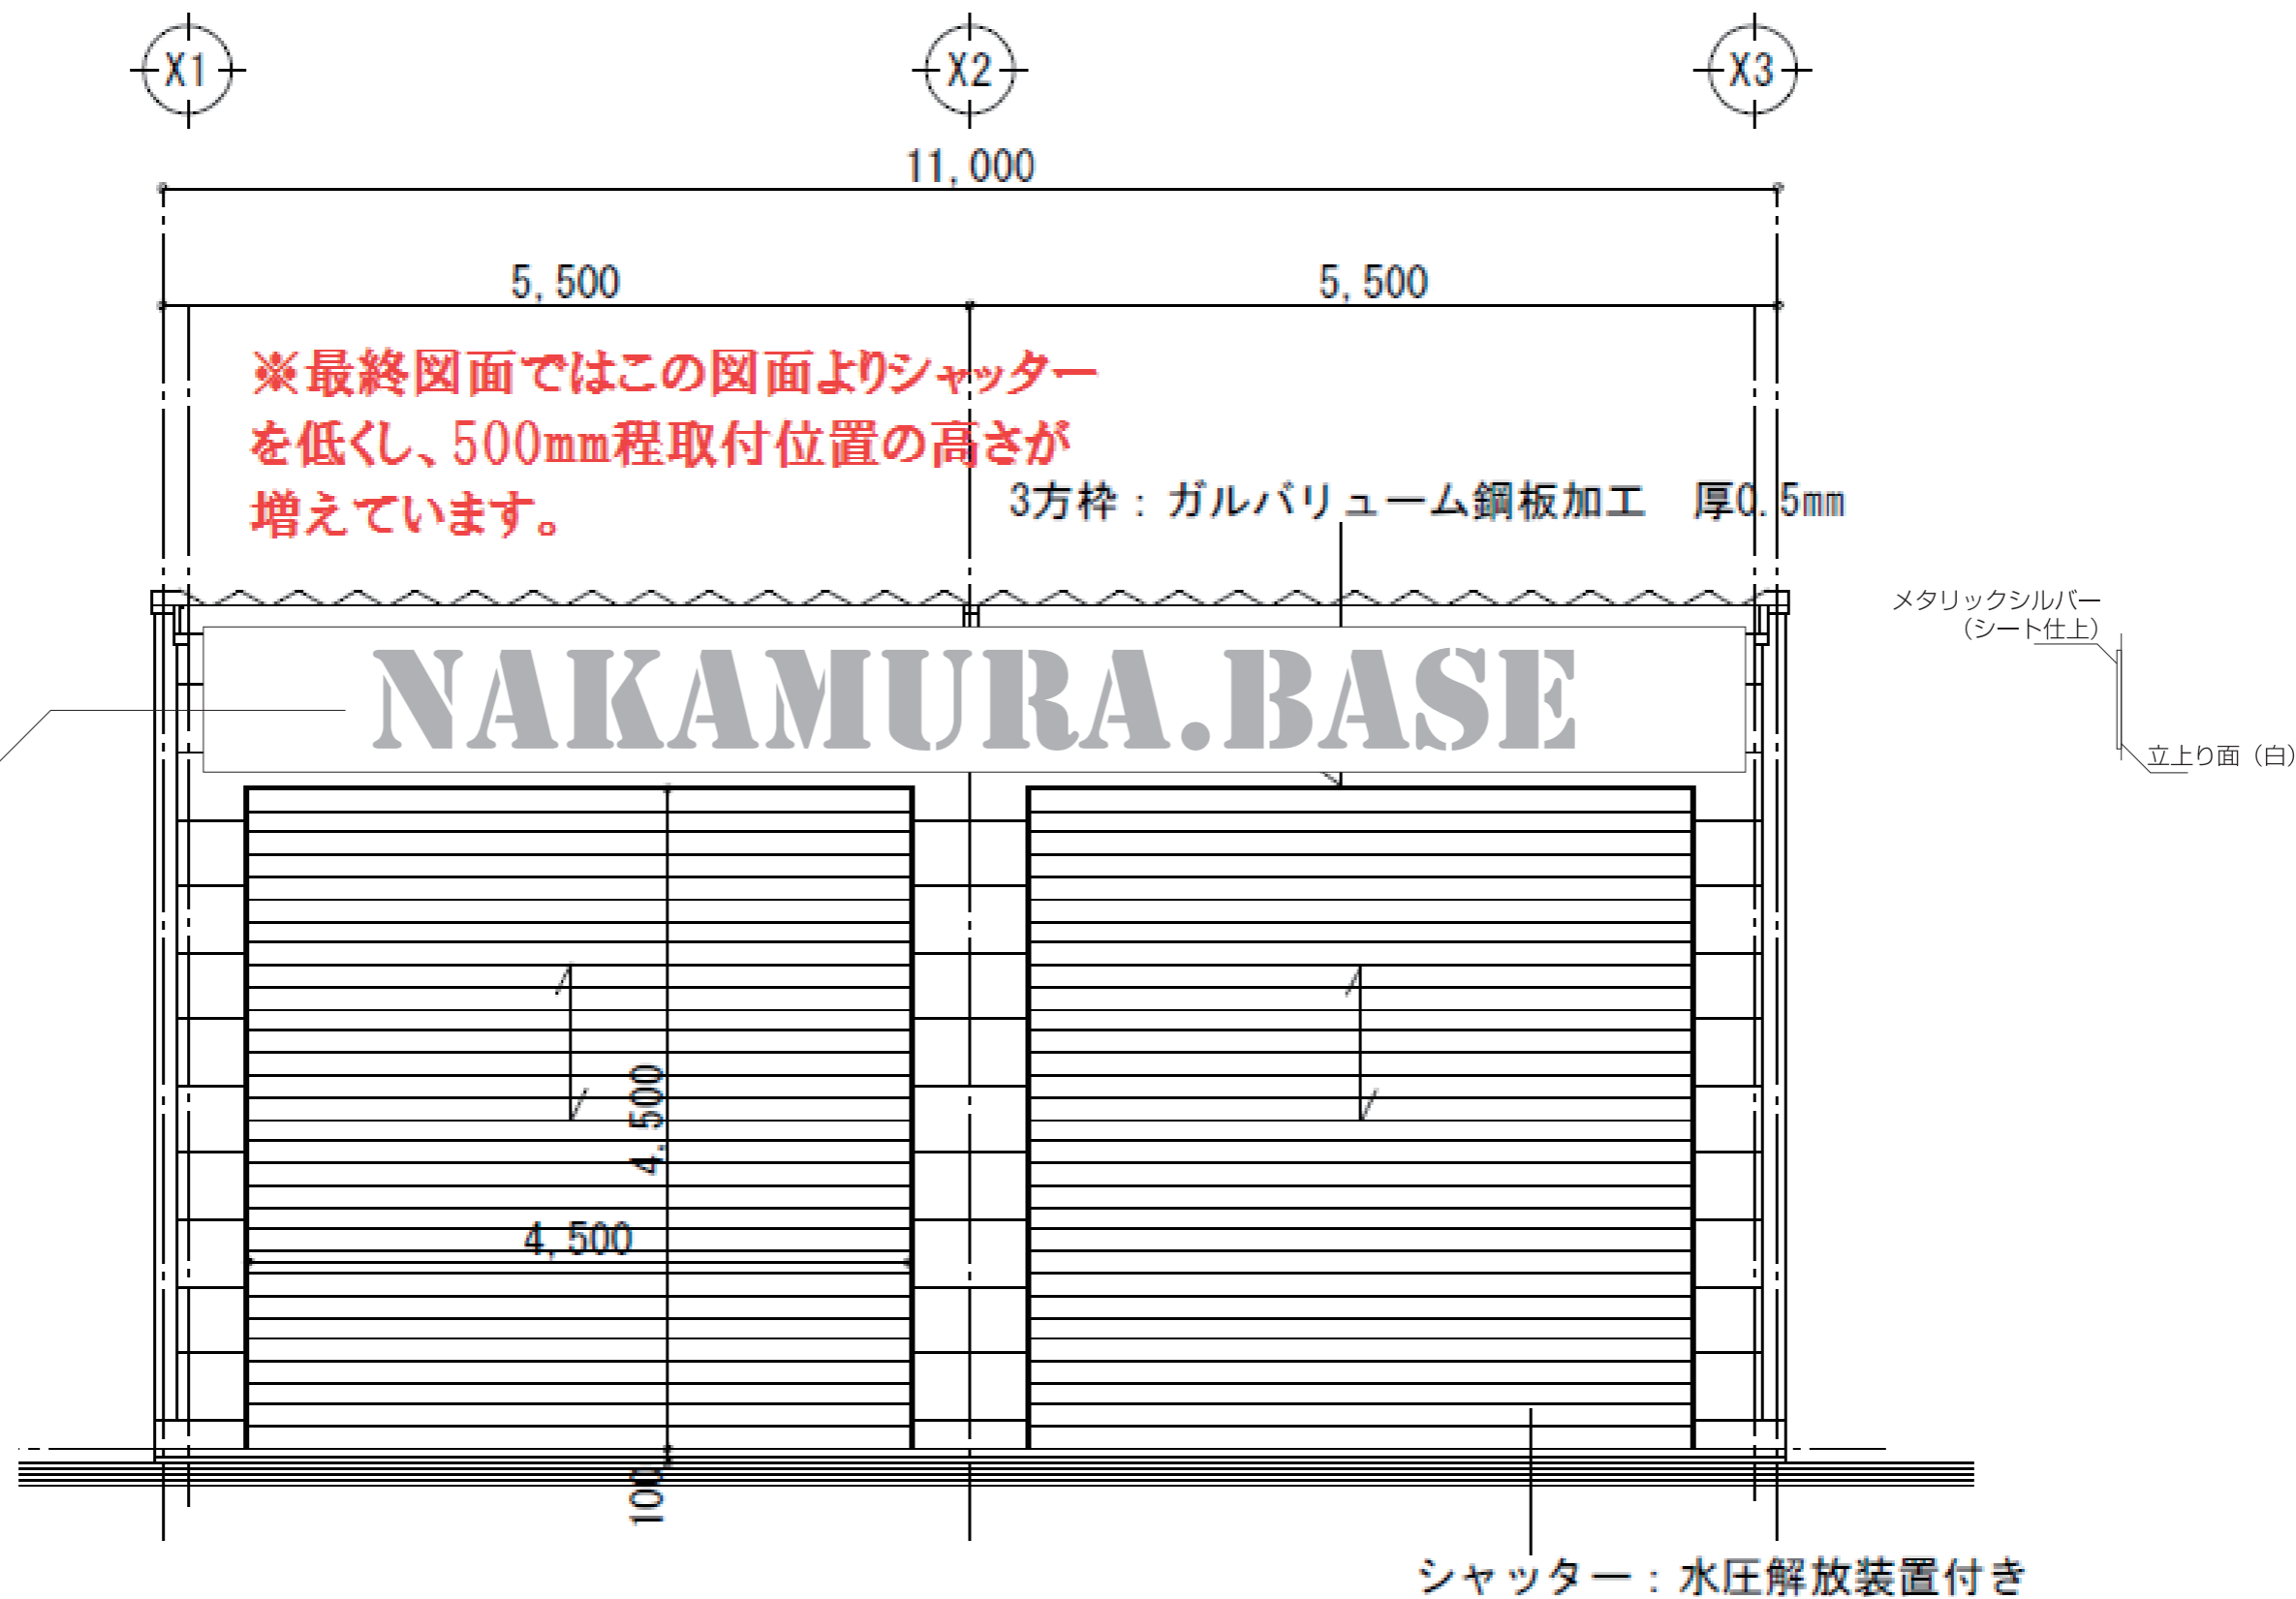 X1 X2 X3
11,000
5,500 5,500
※最終図面ではこの図面よりシャッター
を低くし、500mm程取付位置の高さが
増えています。
3方枠：ガルバリューム鋼板加工　厚0.5mm
メタリックシルバー
（シート仕上）
NAKAMURA.BASE
立上り面（白）
4,500
4,500
100
シャッター：水圧解放装置付き